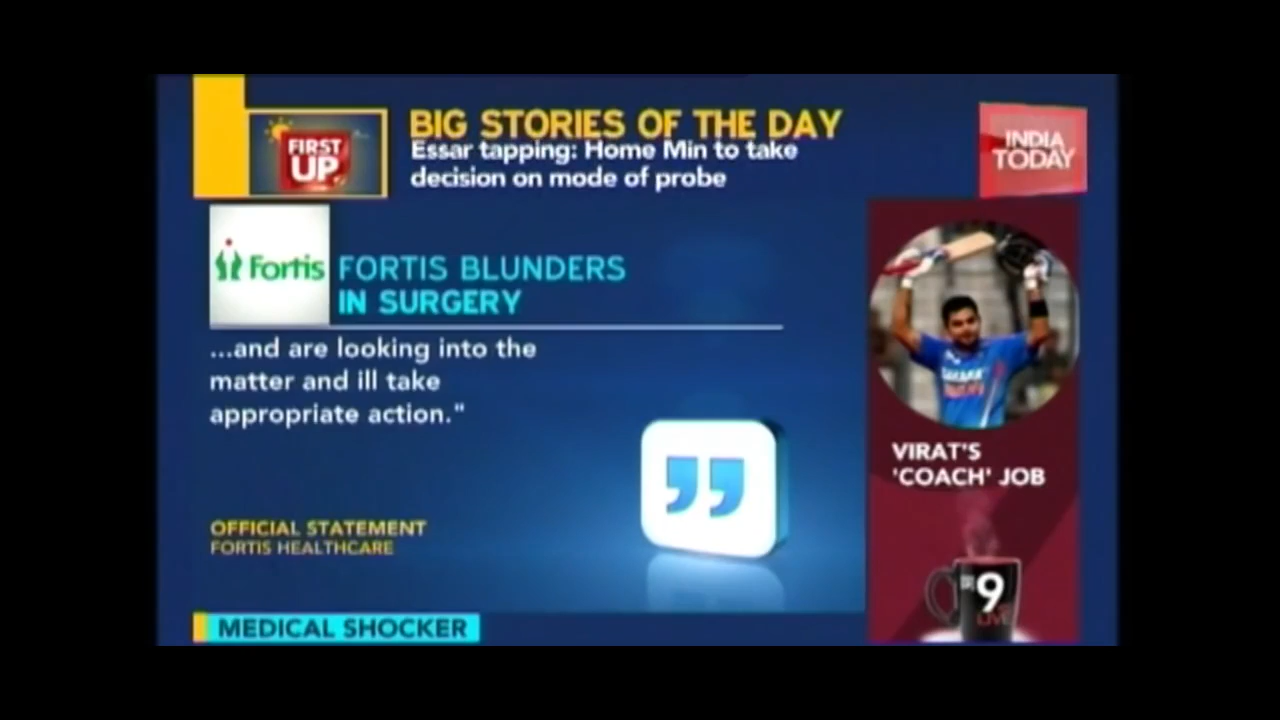 FIRST
UP
BIG STORIES OF THE DAY
Essar tapping: Home Min to take
decision on mode of probe
INDIA
TODAY
Fortis
FORTIS BLUNDERS
IN SURGERY
...and are looking into the
matter and ill take
appropriate action."
OFFICIAL STATEMENT
FORTIS HEALTHCARE
MEDICAL SHOCKER
SAHARA
VIRAT'S
'COACH' JOB
9
LIVE